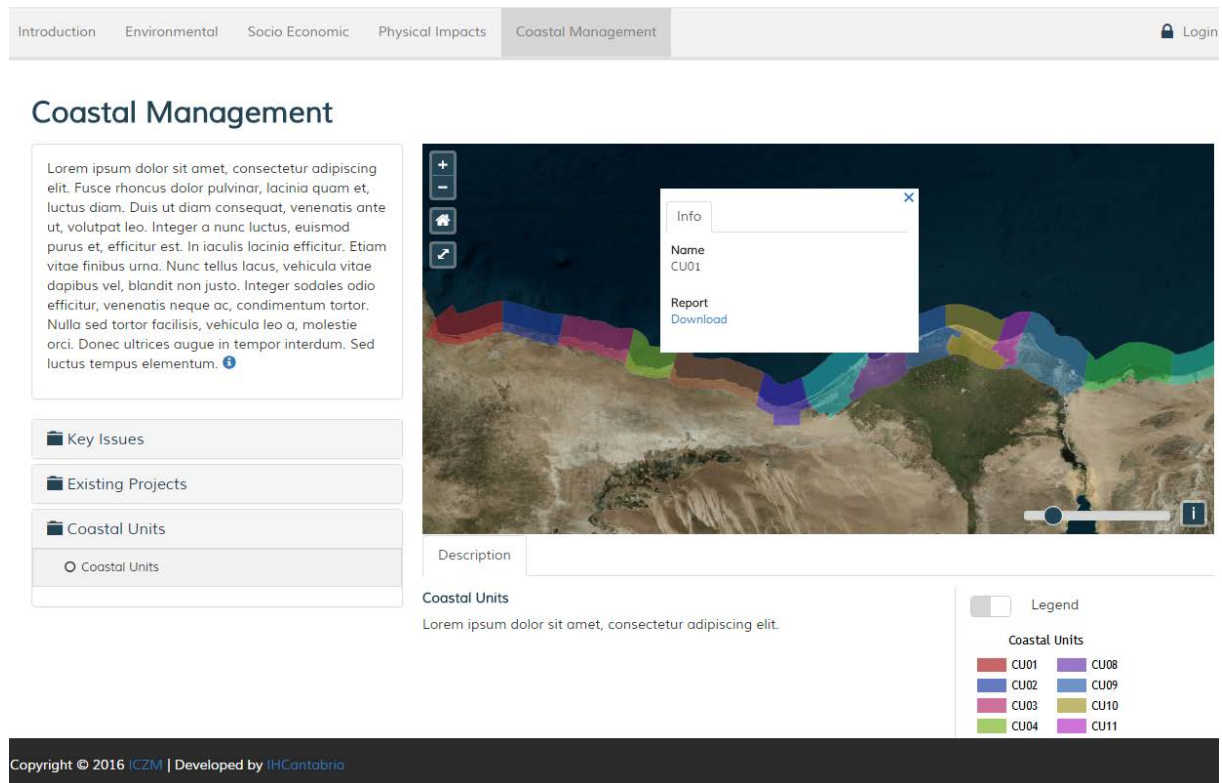 Introduction Environmental Socio Economic Physical Impacts Coastal Management Login
Coastal Management
Lorem ipsum dolor sit amet, consectetur adipiscing
elit. Fusce rhoncus dolor pulvinar, lacinia quam et,
luctus diam. Duis ut diam consequat, venenatis ante
ut, volutpat leo. Integer a nunc luctus, euismod
purus et, efficitur est. In iaculis lacinia efficitur. Etiam
vitae finibus urna. Nunc tellus lacus, vehicula vitae
dapibus vel, blandit non justo. Integer sodales odio
efficitur, venenatis neque ac, condimentum tortor.
Nulla sed tortor facilisis, vehicula leo a, molestie
orci. Donec ultrices augue in tempor interdum. Sed
luctus tempus elementum.
Key Issues
Existing Projects
Coastal Units
Coastal Units
Info
Name
CU01
Report
Download
Description
Coastal Units
Lorem ipsum dolor sit amet, consectetur adipiscing elit.
Legend
Coastal Units
CU01 CU08
CU02 CU09
CU03 CU10
CU04 CU11
Copyright © 2016 ICZM | Developed by IHCantabria